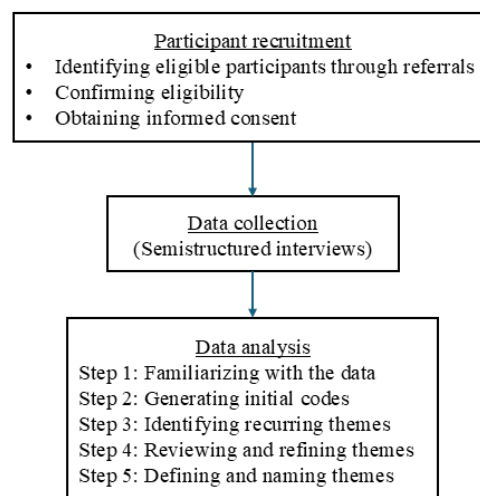 Participant recruitment
• Identifying eligible participants through referrals
• Confirming eligibility
• Obtaining informed consent
Data collection
(Semistructured interviews)
Data analysis
Step 1: Familiarizing with the data
Step 2: Generating initial codes
Step 3: Identifying recurring themes
Step 4: Reviewing and refining themes
Step 5: Defining and naming themes